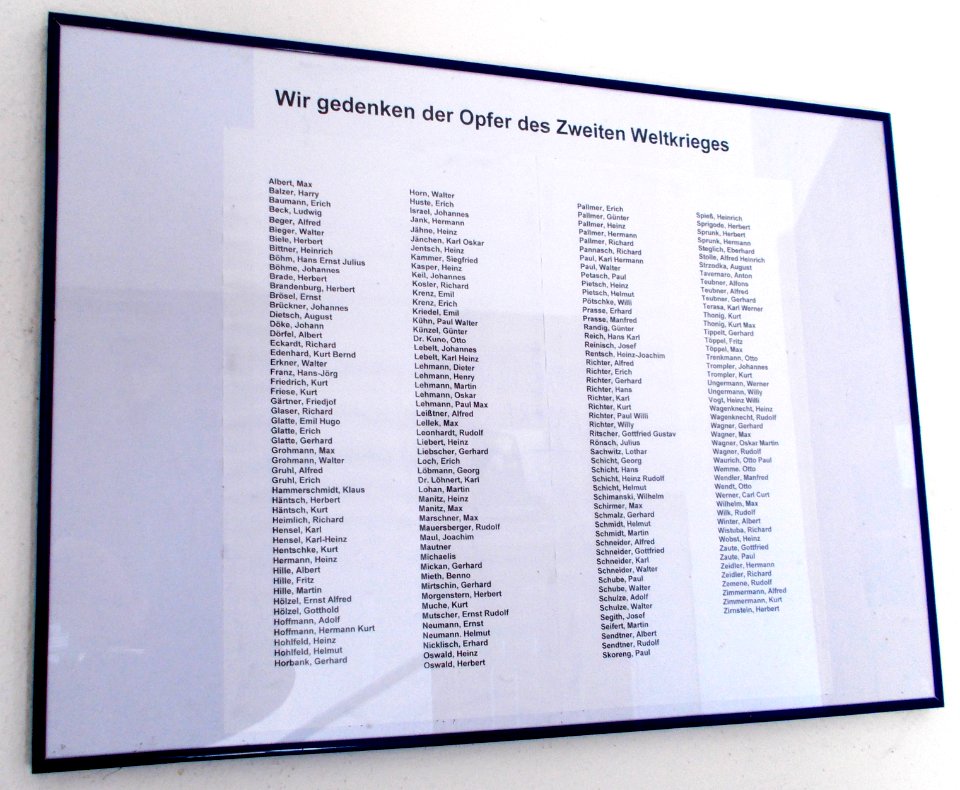 Wir gedenken der Opfer des Zweiten Weltkrieges
Albert, Max
Balzer, Harry
Baumann, Erich
Beck, Ludwig
Beger, Alfred
Bieger, Walter
Biele, Herbert
Bittner, Heinrich
Böhm, Hans Ernst Julius
Böhme, Johannes
Brade, Herbert
Brandenburg, Herbert
Brösel, Ernst
Brückner, Johannes
Dietsch, August
Döke, Johann
Dörfel, Albert
Eckardt, Richard
Edenhard, Kurt Bernd
Erkner, Walter
Franz, Hans-Jörg
Friedrich, Kurt
Friese, Kurt
Gärtner, Friedjof
Glaser, Richard
Glatte, Emil Hugo
Glatte, Erich
Glatte, Gerhard
Grohmann, Max
Grohmann, Walter
Gruhl, Alfred
Gruhl, Erich
Hammerschmidt, Klaus
Häntsch, Herbert
Häntsch, Kurt
Heimlich, Richard
Hensel, Karl
Hensel, Karl-Heinz
Hentschke, Kurt
Hermann, Heinz
Hille, Albert
Hille, Fritz
Hille, Martin
Hölzel, Ernst Alfred
Hölzel, Gotthold
Hoffmann, Adolf
Hoffmann, Hermann Kurt
Hohlfeld, Heinz
Hohlfeld, Helmut
Horbank, Gerhard
Horn, Walter
Huste, Erich
Israel, Johannes
Jank, Hermann
Jähne, Heinz
Jänchen, Karl Oskar
Jentsch, Heinz
Kammer, Siegfried
Kasper, Heinz
Keil, Johannes
Kosler, Richard
Krenz, Emil
Krenz, Erich
Kriedel, Emil
Kühn, Paul Walter
Künzel, Günter
Dr. Kuno, Otto
Lebelt, Johannes
Lebelt, Karl Heinz
Lehmann, Dieter
Lehmann, Henry
Lehmann, Martin
Lehmann, Oskar
Lehmann, Paul Max
Leißtner, Alfred
Lellek, Max
Leonhardt, Rudolf
Liebert, Heinz
Liebscher, Gerhard
Loch, Erich
Löbmann, Georg
Dr. Löhnert, Karl
Lohan, Martin
Manitz, Heinz
Manitz, Max
Marschner, Max
Mauersberger, Rudolf
Maul, Joachim
Mautner
Michaelis
Mickan, Gerhard
Mieth, Benno
Mirtschin, Gerhard
Morgenstern, Herbert
Muche, Kurt
Mutscher, Ernst Rudolf
Neumann, Ernst
Neumann, Helmut
Nicklisch, Erhard
Oswald, Heinz
Oswald, Herbert
Pallmer, Erich
Pallmer, Günter
Pallmer, Heinz
Pallmer, Hermann
Pallmer, Richard
Pannasch, Richard
Paul, Karl Hermann
Paul, Walter
Petasch, Paul
Pietsch, Heinz
Pietsch, Helmut
Pötschke, Willi
Prasse, Erhard
Prasse, Manfred
Randig, Günter
Reich, Hans Karl
Reinisch, Josef
Rentsch, Heinz-Joachim
Richter, Alfred
Richter, Erich
Richter, Gerhard
Richter, Hans
Richter, Karl
Richter, Kurt
Richter, Paul Willi
Richter, Willy
Ritscher, Gottfried Gustav
Rönsch, Julius
Sachwitz, Lothar
Schicht, Georg
Schicht, Hans
Schicht, Heinz Rudolf
Schicht, Helmut
Schimanski, Wilhelm
Schirmer, Max
Schmalz, Gerhard
Schmidt, Helmut
Schmidt, Martin
Schneider, Alfred
Schneider, Gottfried
Schneider, Karl
Schneider, Walter
Schube, Paul
Schube, Walter
Schulze, Adolf
Schulze, Walter
Segith, Josef
Seifert, Martin
Sendtner, Albert
Sendtner, Rudolf
Skoreng, Paul
Spieß, Heinrich
Sprigode, Herbert
Sprunk, Herbert
Sprunk, Hermann
Steglich, Eberhard
Stolle, Alfred Heinrich
Strzodka, August
Tavernaro, Anton
Teubner, Alfons
Teubner, Alfred
Teubner, Gerhard
Terasa, Karl Werner
Thonig, Kurt
Thonig, Kurt Max
Tippelt, Gerhard
Töppel, Fritz
Töppel, Max
Trenkmann, Otto
Trompler, Johannes
Trompler, Kurt
Ungermann, Werner
Ungermann, Willy
Vogt, Heinz Willi
Wagenknecht, Heinz
Wagenknecht, Rudolf
Wagner, Gerhard
Wagner, Max
Wagner, Oskar Martin
Wagner, Rudolf
Waurich, Otto Paul
Wemme, Otto
Wendler, Manfred
Wendt, Otto
Werner, Carl Curt
Wilhelm, Max
Wilk, Rudolf
Winter, Albert
Wistuba, Richard
Wobst, Heinz
Zaute, Gottfried
Zaute, Paul
Zeidler, Hermann
Zeidler, Richard
Zemene, Rudolf
Zimmermann, Alfred
Zimmermann, Kurt
Zirnstein, Herbert